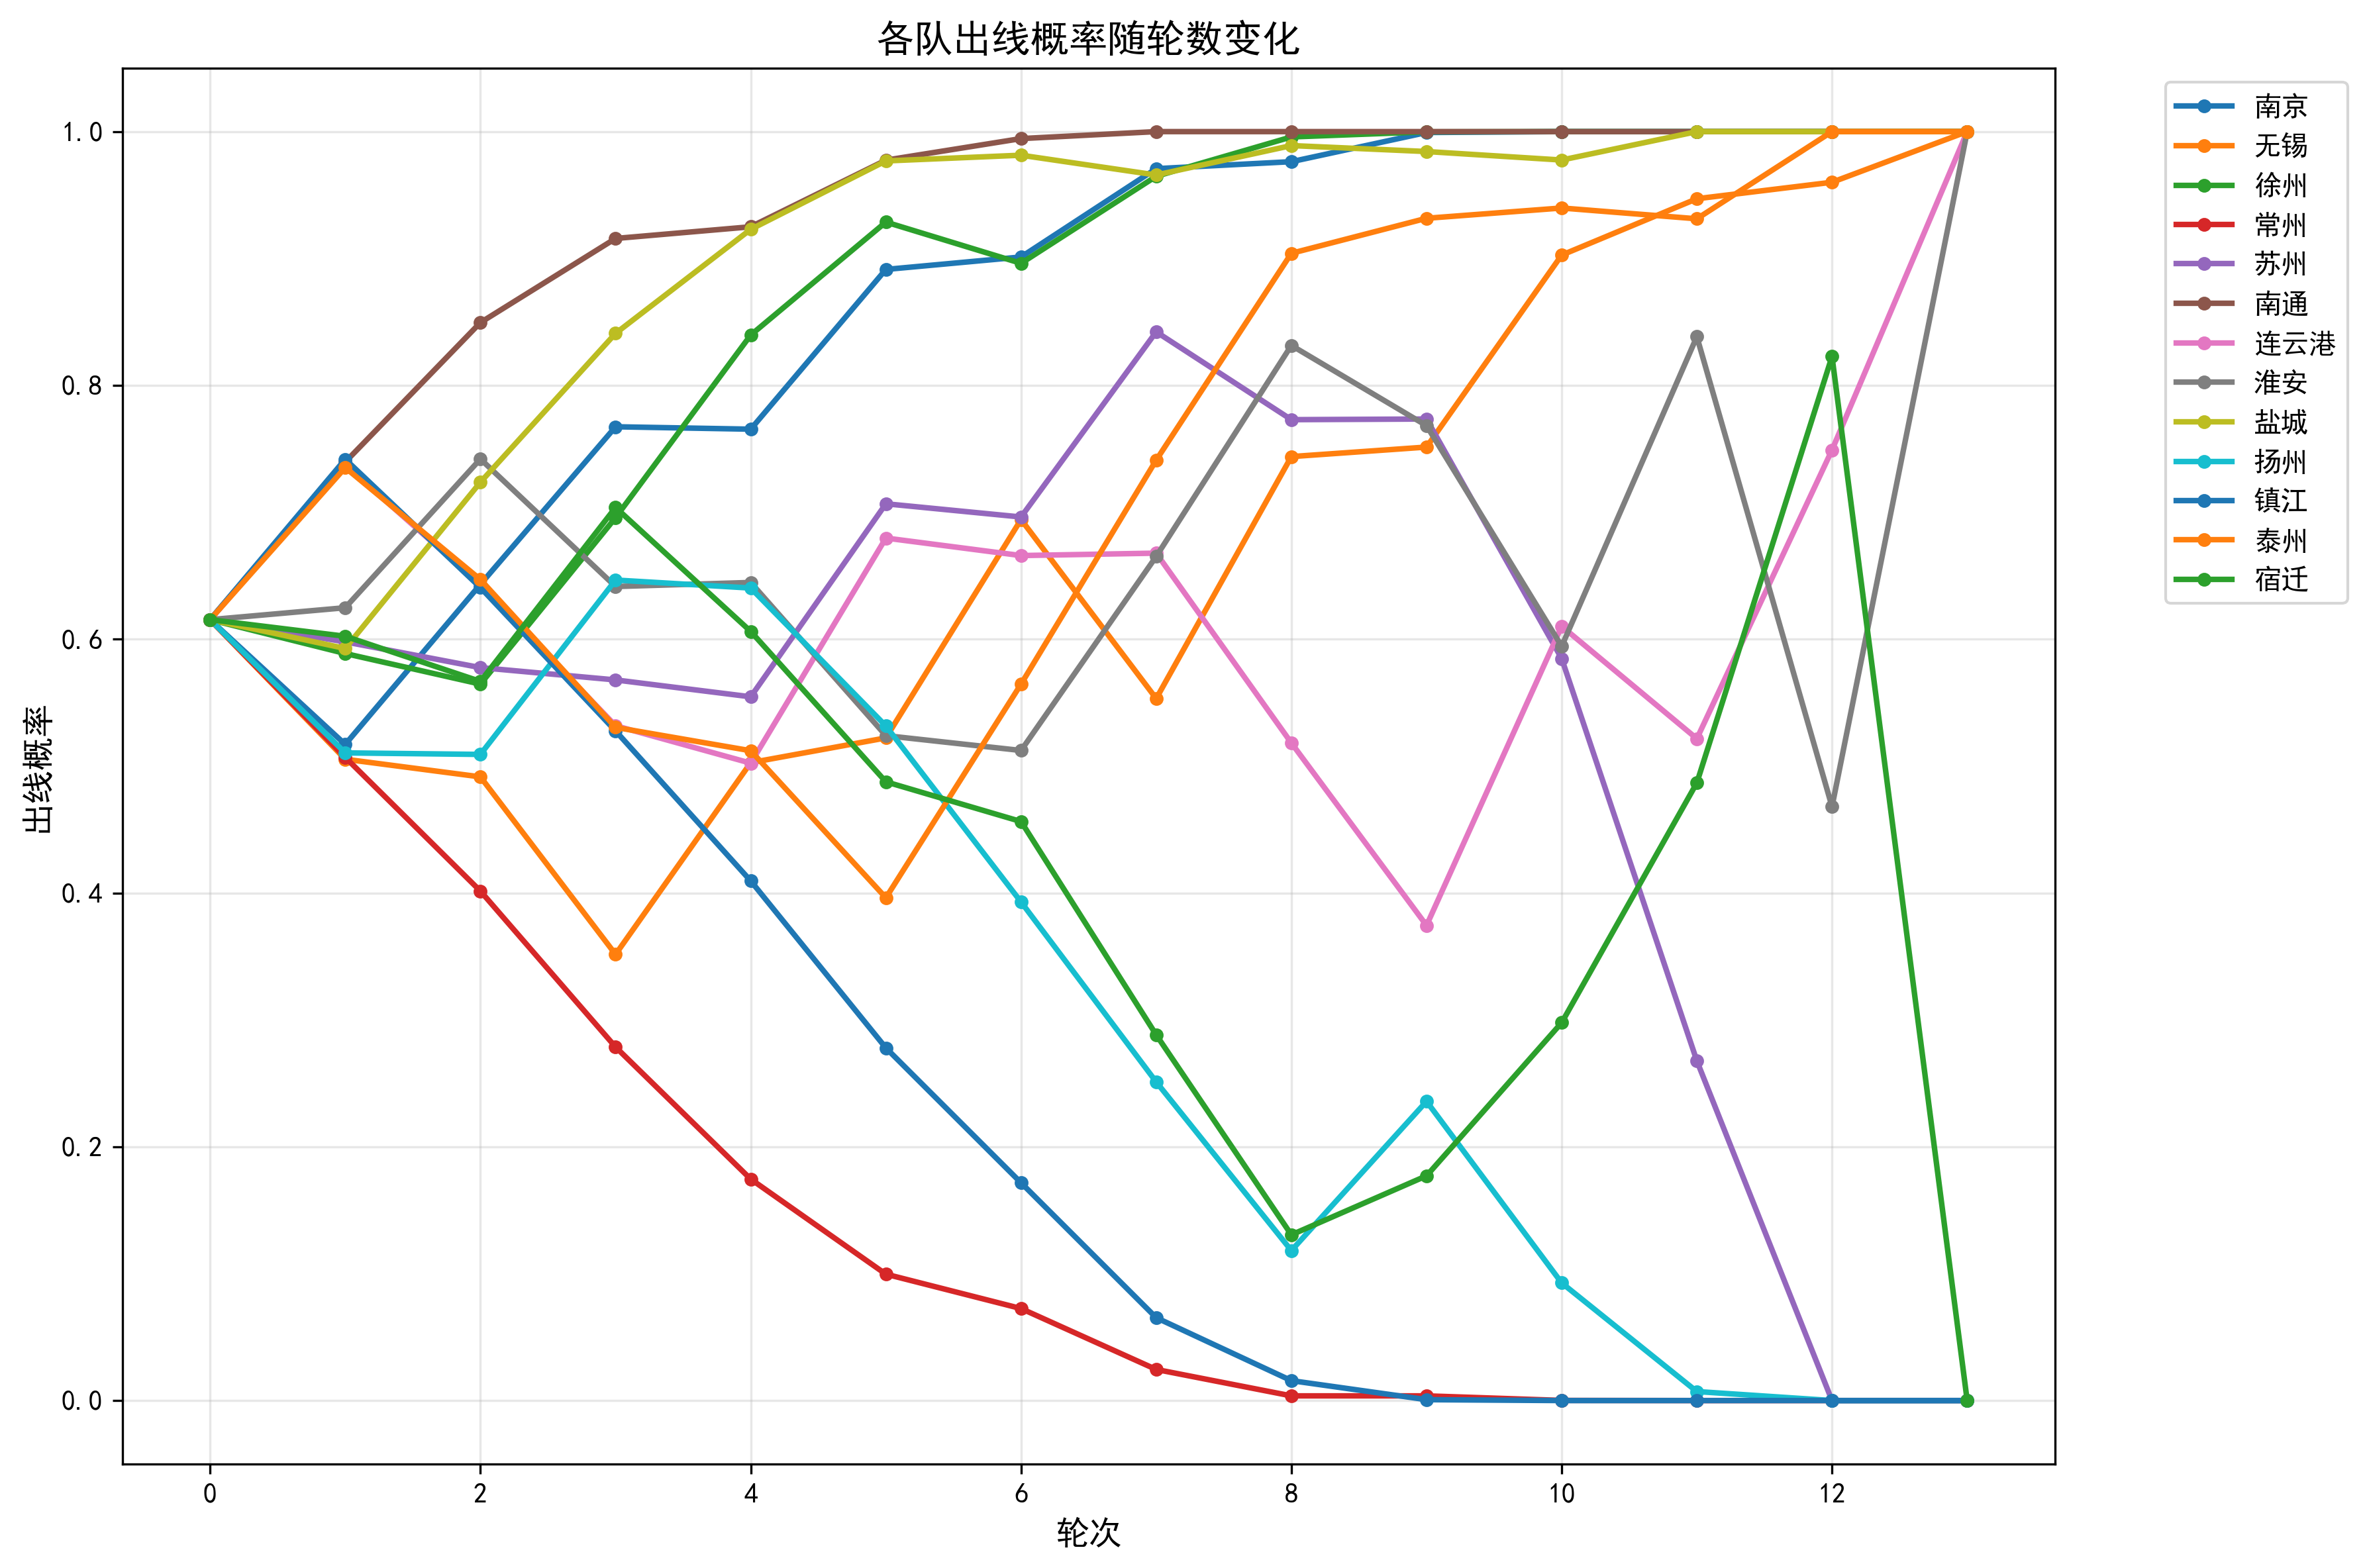 各队出线概率随轮数变化
出线概率
1.0
0.8
0.6
0.4
0.2
0.0
0 2 4 6 8 10 12
轮次
南京
无锡
徐州
常州
苏州
南通
连云港
淮安
盐城
扬州
镇江
泰州
宿迁